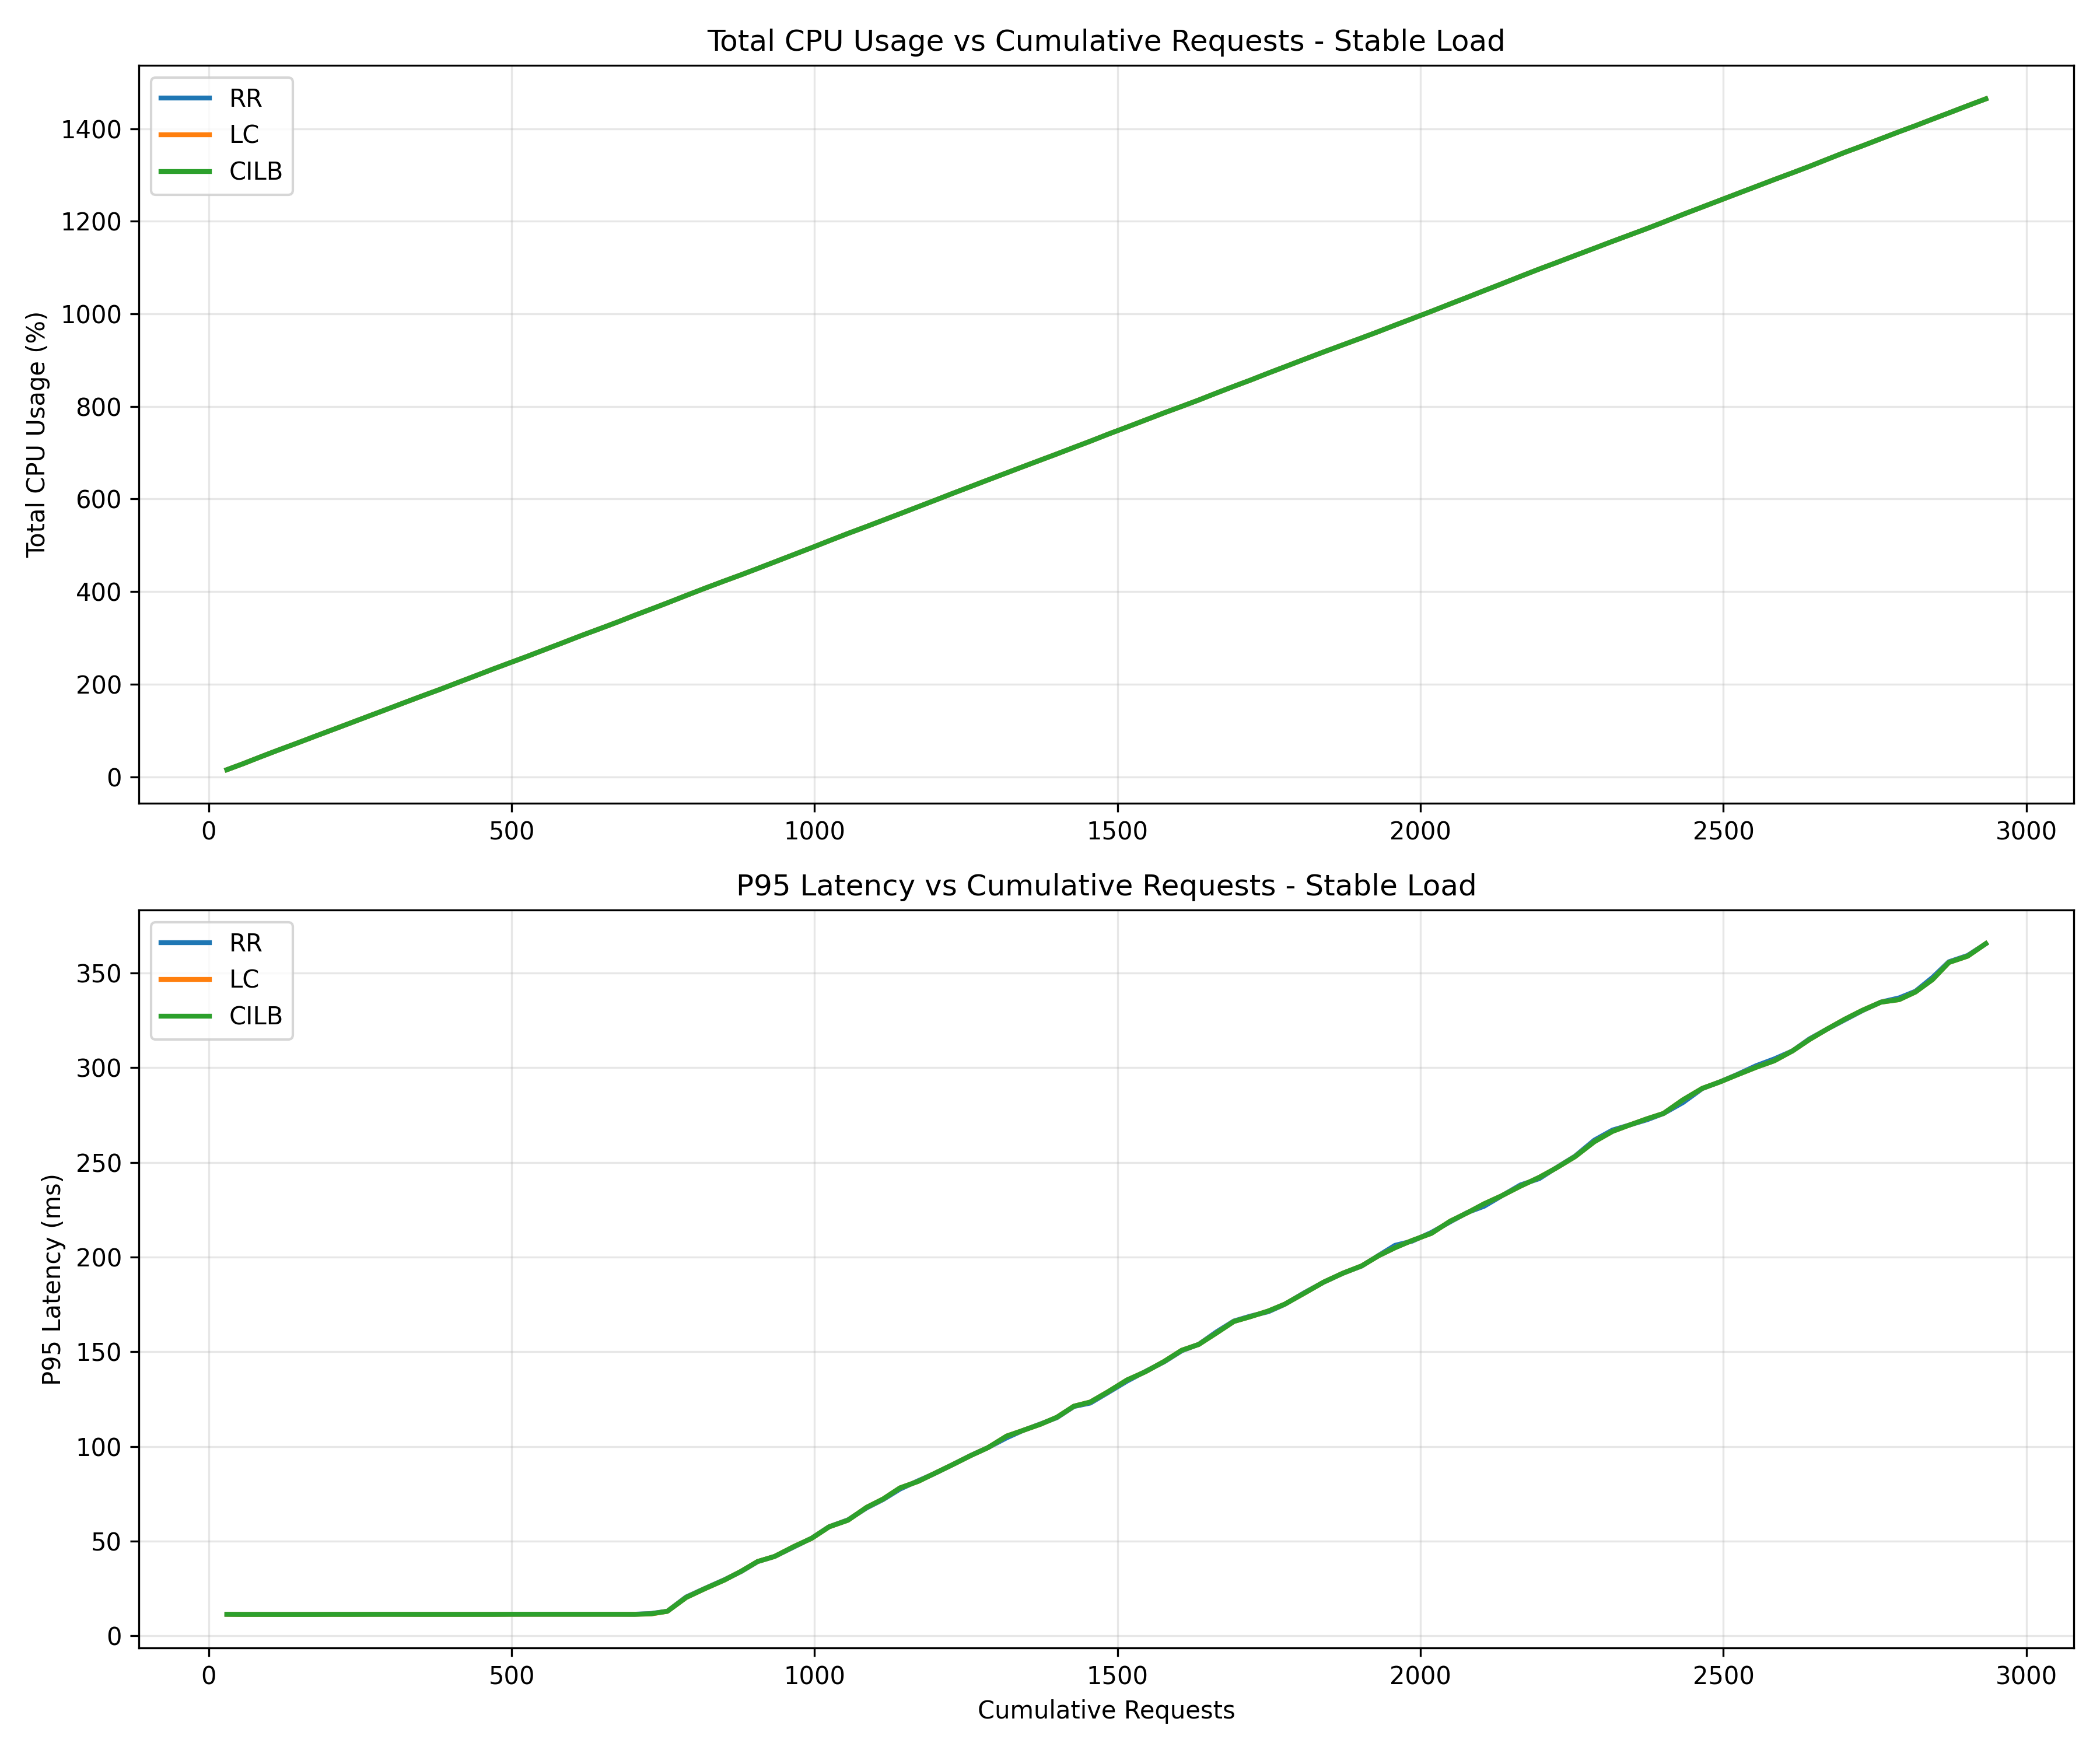 Total CPU Usage vs Cumulative Requests - Stable Load
RR
LC
CILB
Total CPU Usage (%)
1400
1200
1000
800
600
400
200
0
0 500 1000 1500 2000 2500 3000
P95 Latency vs Cumulative Requests - Stable Load
RR
LC
CILB
P95 Latency (ms)
350
300
250
200
150
100
50
0
0 500 1000 1500 2000 2500 3000
Cumulative Requests